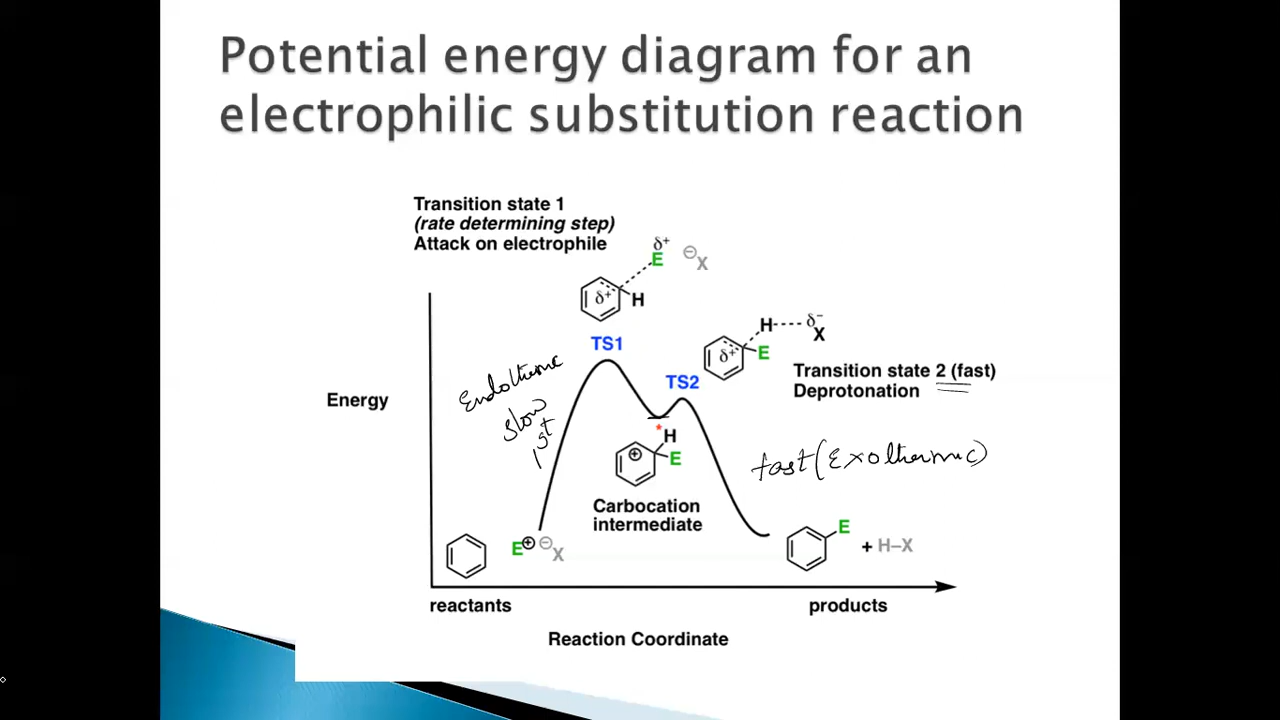 Potential energy diagram for an
electrophilic substitution reaction
Transition state 1
(rate determining step)
Attack on electrophile
δ+
E
⊖X
δ+
H
TS1
H
δ−
X
δ+
E
TS2
Transition state 2 (fast)
Deprotonation
Endothermic
slow
1st
Energy
*
H
⊕
E
fast (Exothermic)
Carbocation
intermediate
E⊕ ⊖X
E
+ H–X
reactants
products
Reaction Coordinate